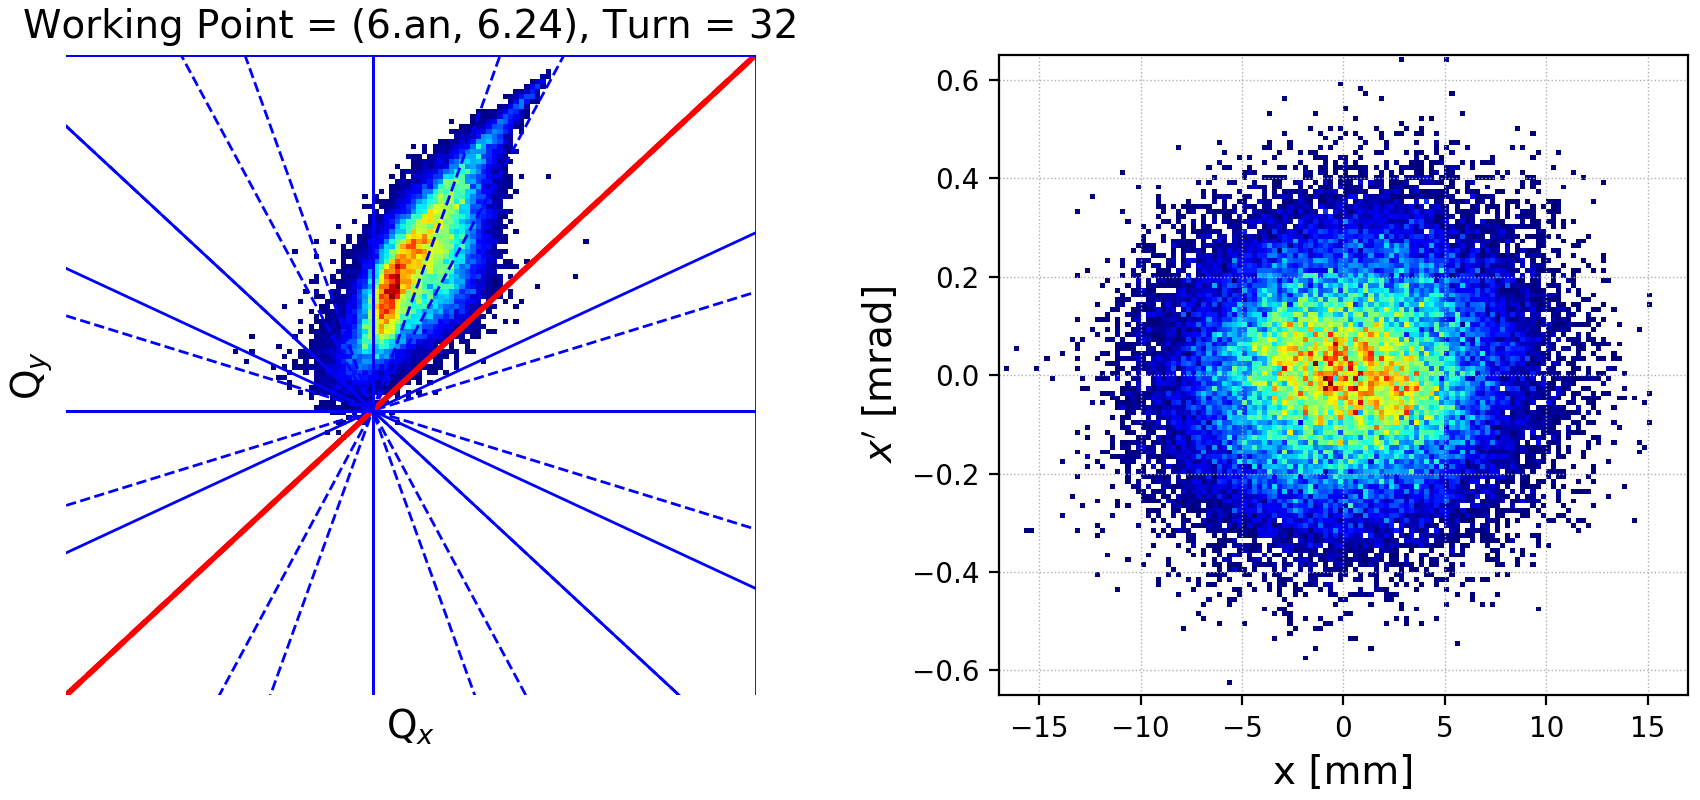 Working Point = (6.an, 6.24), Turn = 32
Q_y
Q_x
0.6
0.4
0.2
0.0
−0.2
−0.4
−0.6
x′ [mrad]
−15 −10 −5 0 5 10 15
x [mm]